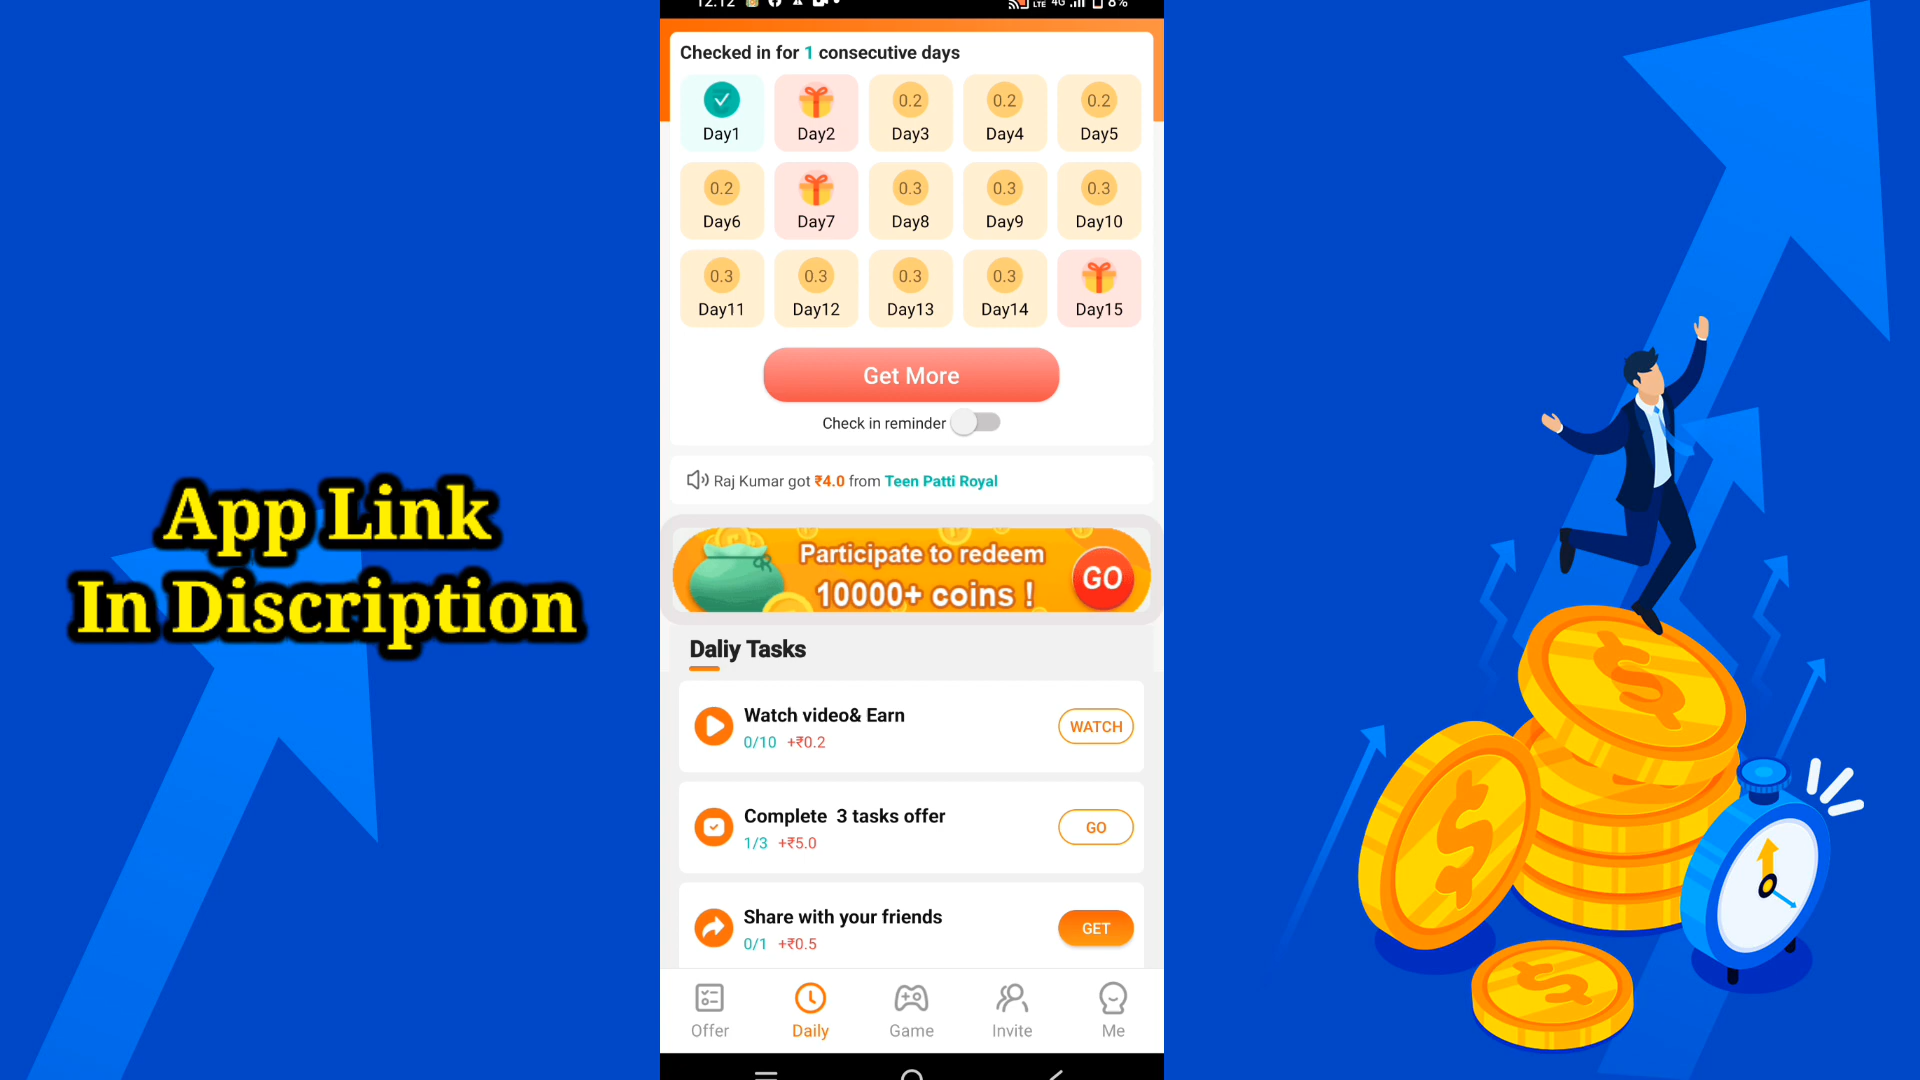 12:12
LTE 4G 8%
Checked in for 1 consecutive days
Day1
Day2
0.2
Day3
0.2
Day4
0.2
Day5
0.2
Day6
Day7
0.3
Day8
0.3
Day9
0.3
Day10
0.3
Day11
0.3
Day12
0.3
Day13
0.3
Day14
Day15
Get More
Check in reminder
Raj Kumar got ₹4.0 from Teen Patti Royal
Participate to redeem
10000+ coins !
GO
Daliy Tasks
Watch video& Earn
0/10 +₹0.2
WATCH
Complete 3 tasks offer
1/3 +₹5.0
GO
Share with your friends
0/1 +₹0.5
GET
Offer
Daily
Game
Invite
Me
App Link
In Discription